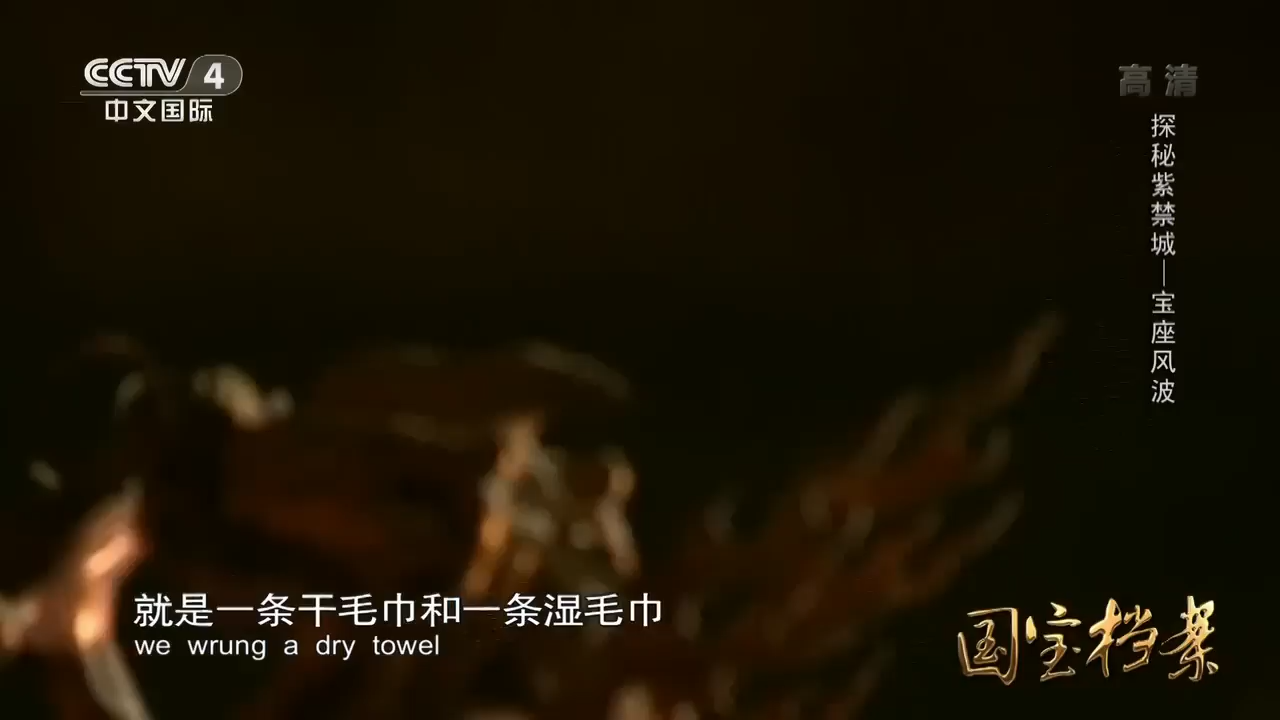 CCTV 4
中文国际
高清
探秘紫禁城—宝座风波
就是一条干毛巾和一条湿毛巾
we wrung a dry towel
国宝档案